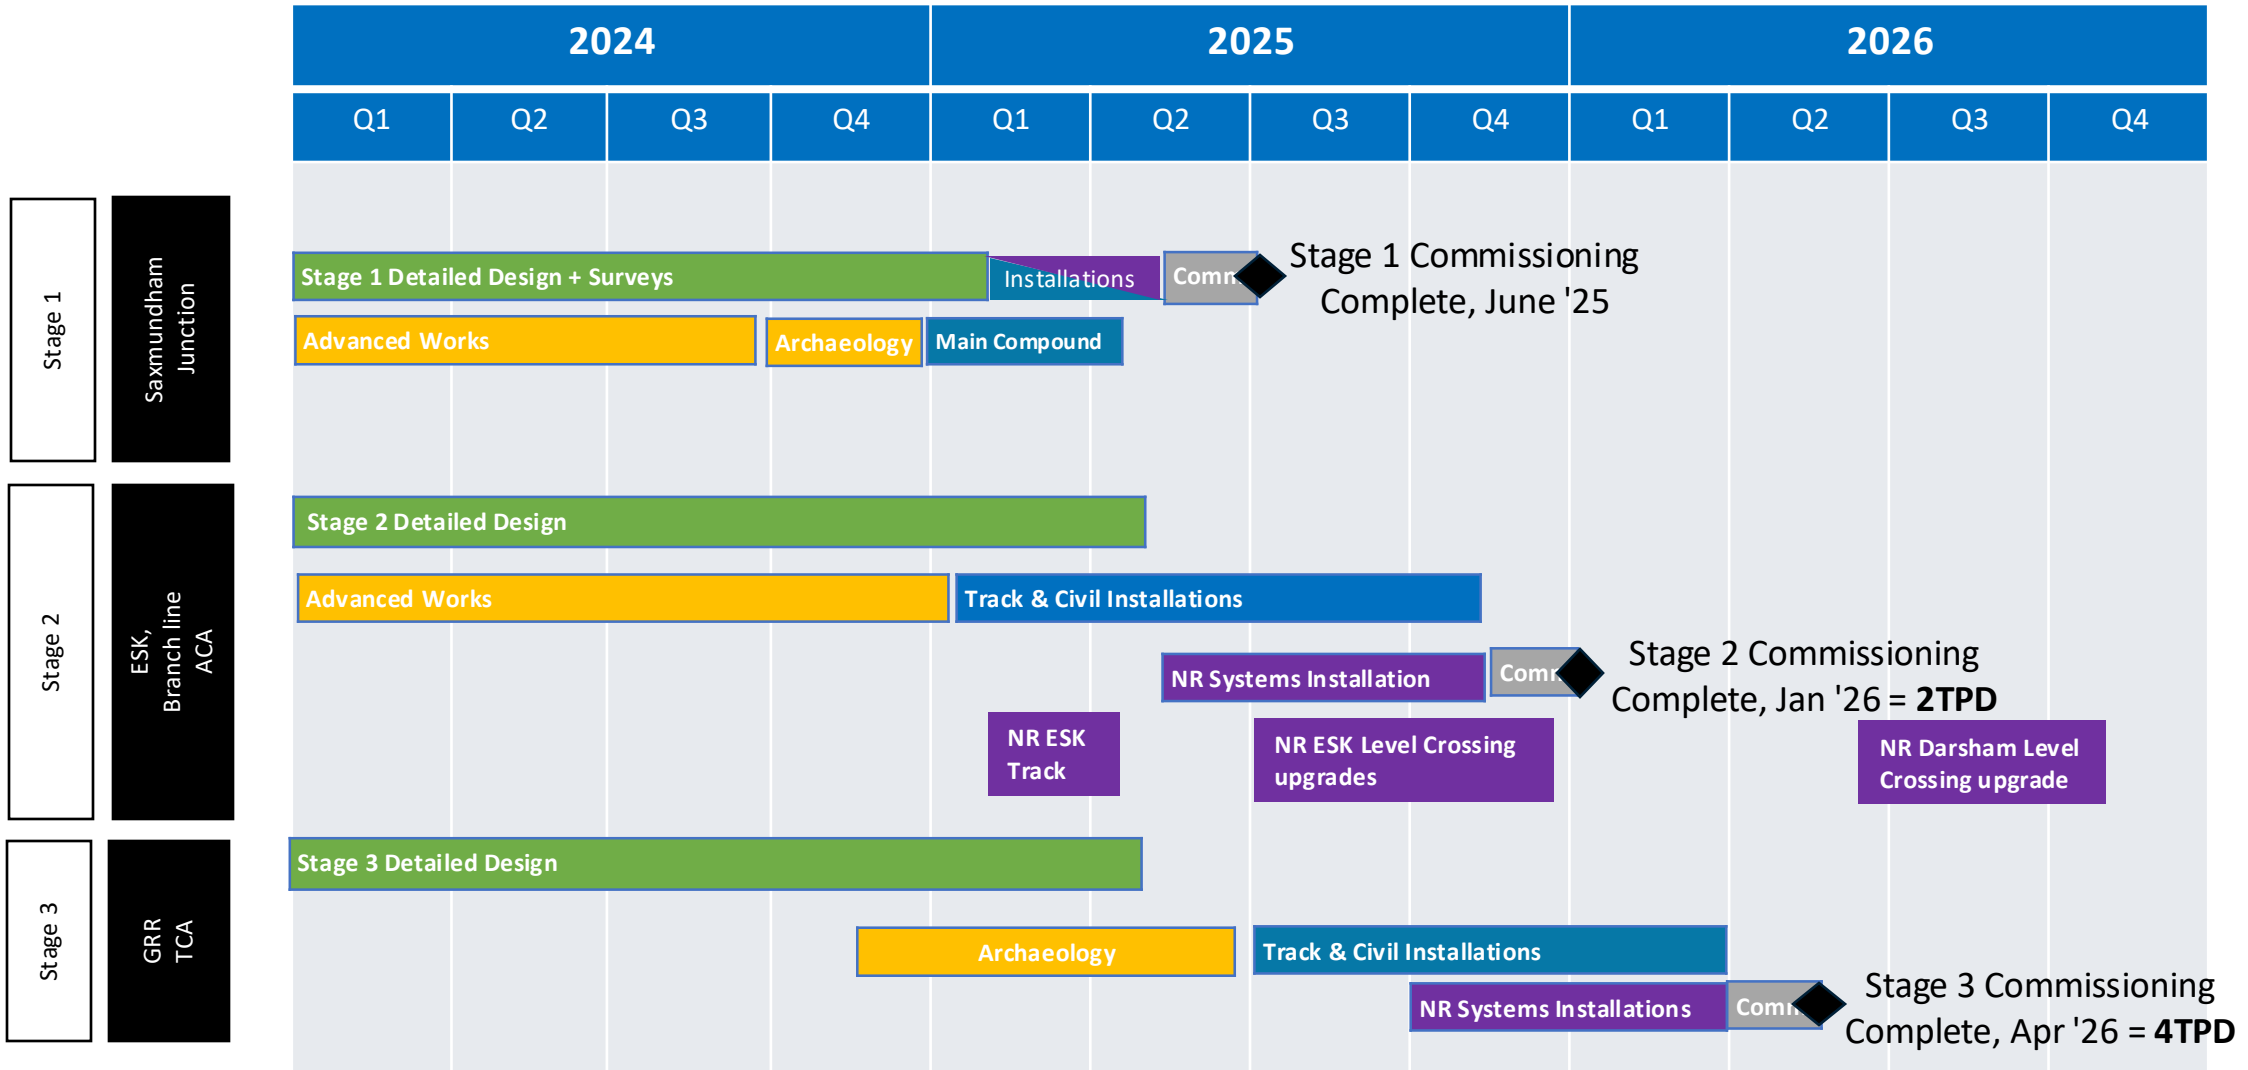 2024
2025
2026
Q1
Q2
Q3
Q4
Q1
Q2
Q3
Q4
Q1
Q2
Q3
Q4
Stage 1
Saxmundham
Junction
Stage 1 Detailed Design + Surveys
Installations
Comm
Stage 1 Commissioning
Complete, June '25
Advanced Works
Archaeology
Main Compound
Stage 2
ESK,
Branch line
ACA
Stage 2 Detailed Design
Advanced Works
Track & Civil Installations
NR Systems Installation
Comm
Stage 2 Commissioning
Complete, Jan '26 = 2TPD
NR ESK
Track
NR ESK Level Crossing
upgrades
NR Darsham Level
Crossing upgrade
Stage 3
GRR
TCA
Stage 3 Detailed Design
Archaeology
Track & Civil Installations
NR Systems Installations
Comm
Stage 3 Commissioning
Complete, Apr '26 = 4TPD